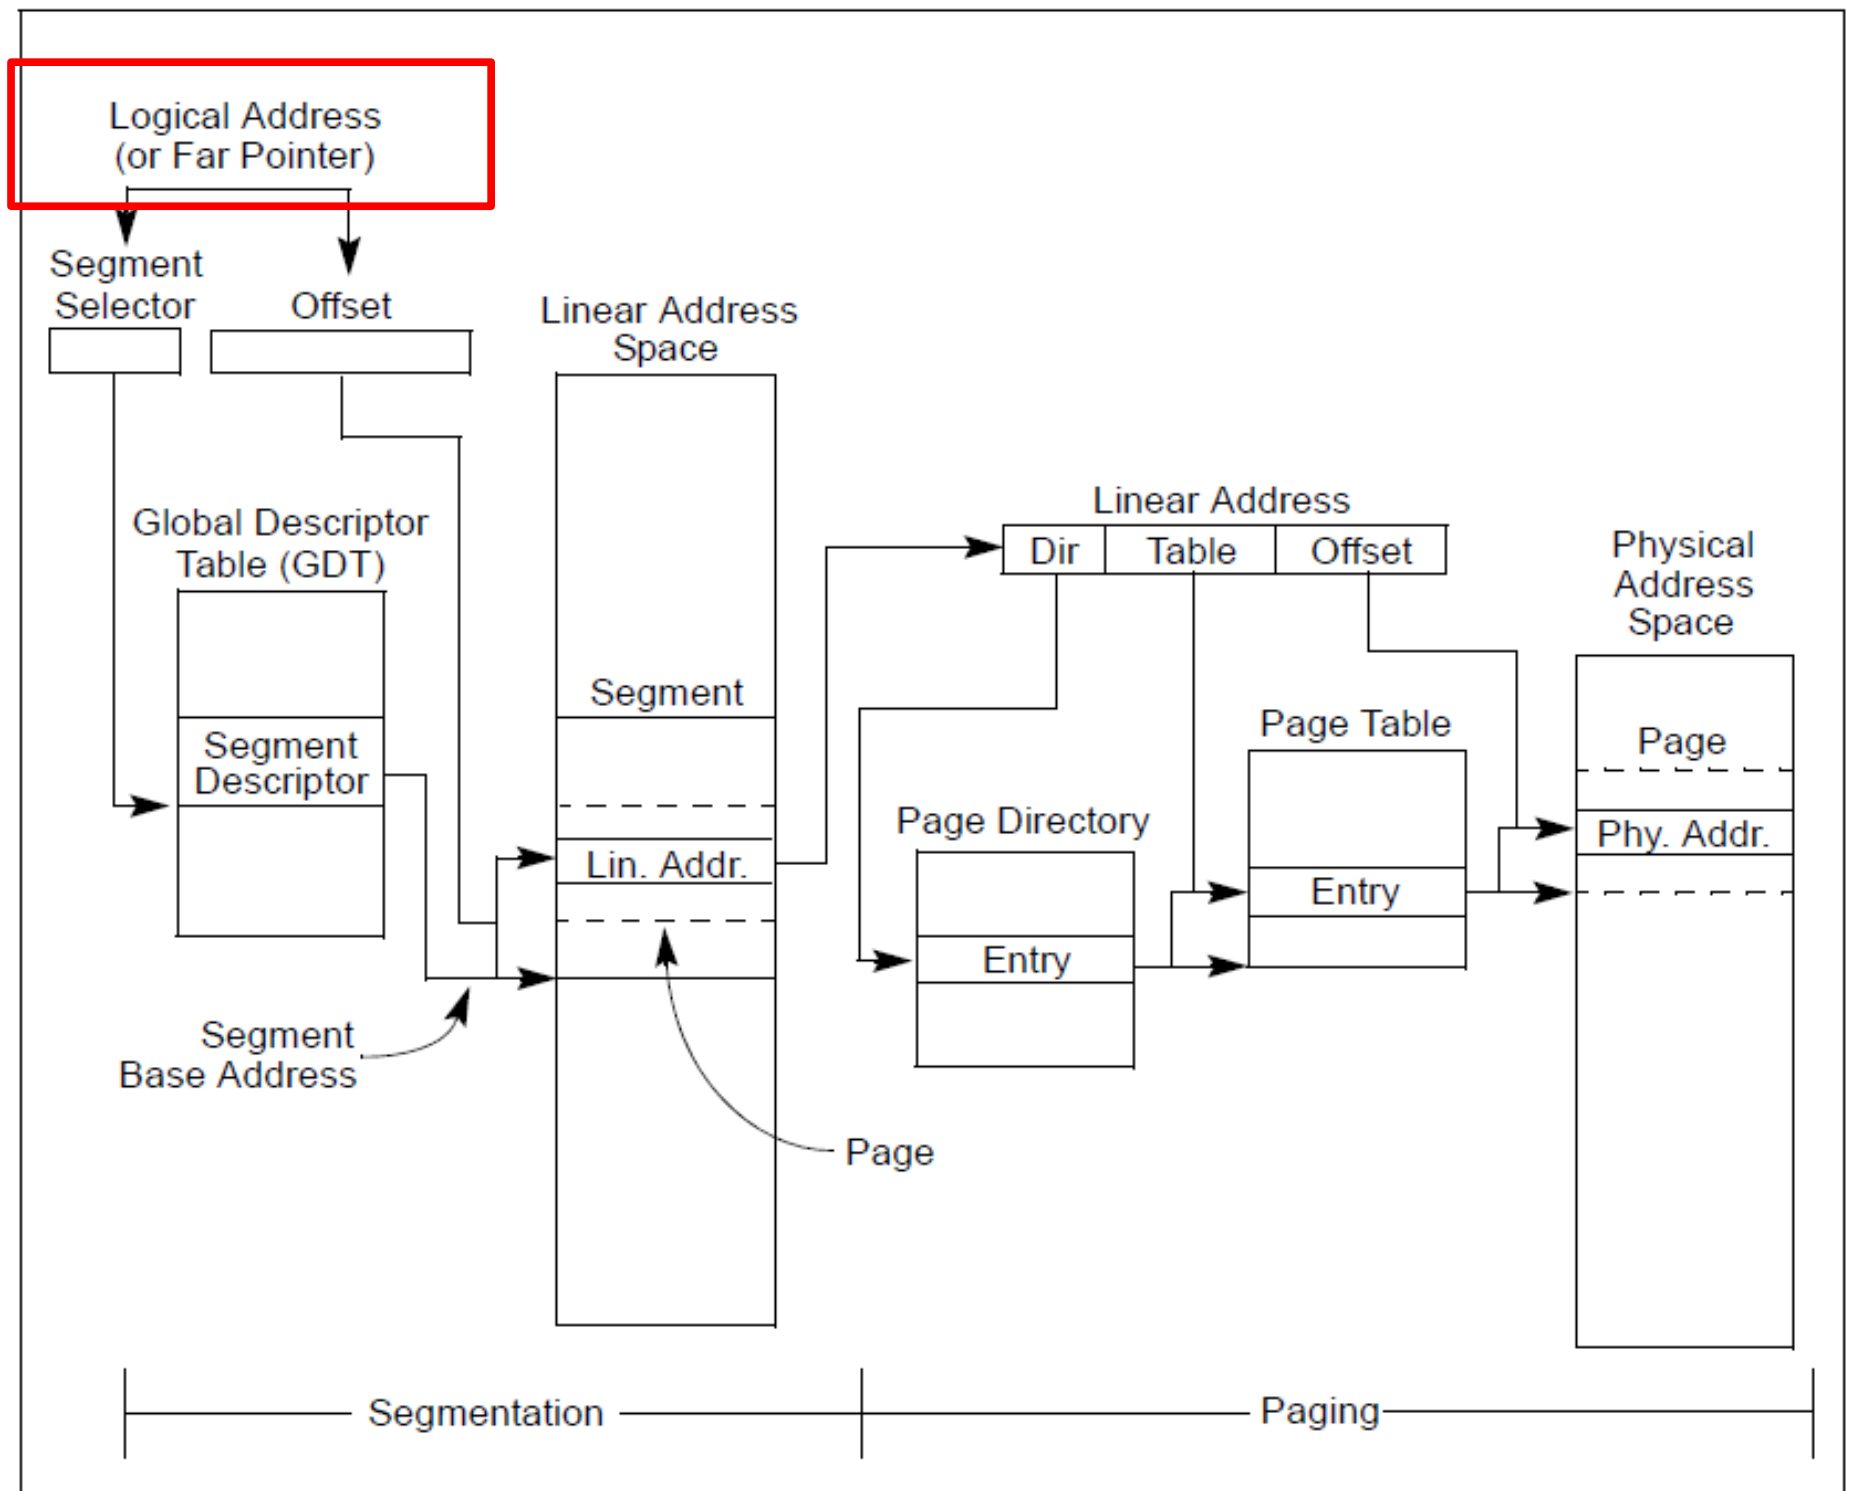 Logical Address
(or Far Pointer)
Segment
Selector
Offset
Linear Address
Space
Global Descriptor
Table (GDT)
Segment
Descriptor
Segment
Lin. Addr.
Segment
Base Address
Page
Linear Address
Dir
Table
Offset
Page Directory
Entry
Page Table
Entry
Physical
Address
Space
Page
Phy. Addr.
Segmentation
Paging